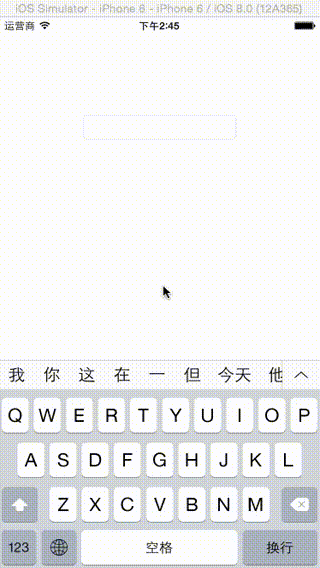 iOS Simulator - iPhone 6 - iPhone 6 / iOS 8.0 (12A365)
运营商 下午2:45
我 你 这 在 一 但 今天 他
Q W E R T Y U I O P
A S D F G H J K L
Z X C V B N M
123 空格 换行